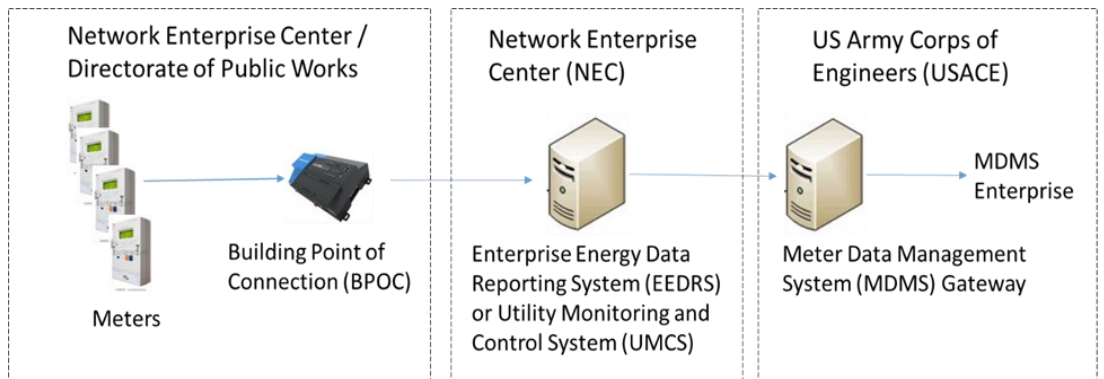 Network Enterprise Center /
Directorate of Public Works
Meters
Building Point of
Connection (BPOC)
Network Enterprise
Center (NEC)
Enterprise Energy Data
Reporting System (EEDRS)
or Utility Monitoring and
Control System (UMCS)
US Army Corps of
Engineers (USACE)
Meter Data Management
System (MDMS) Gateway
MDMS
Enterprise